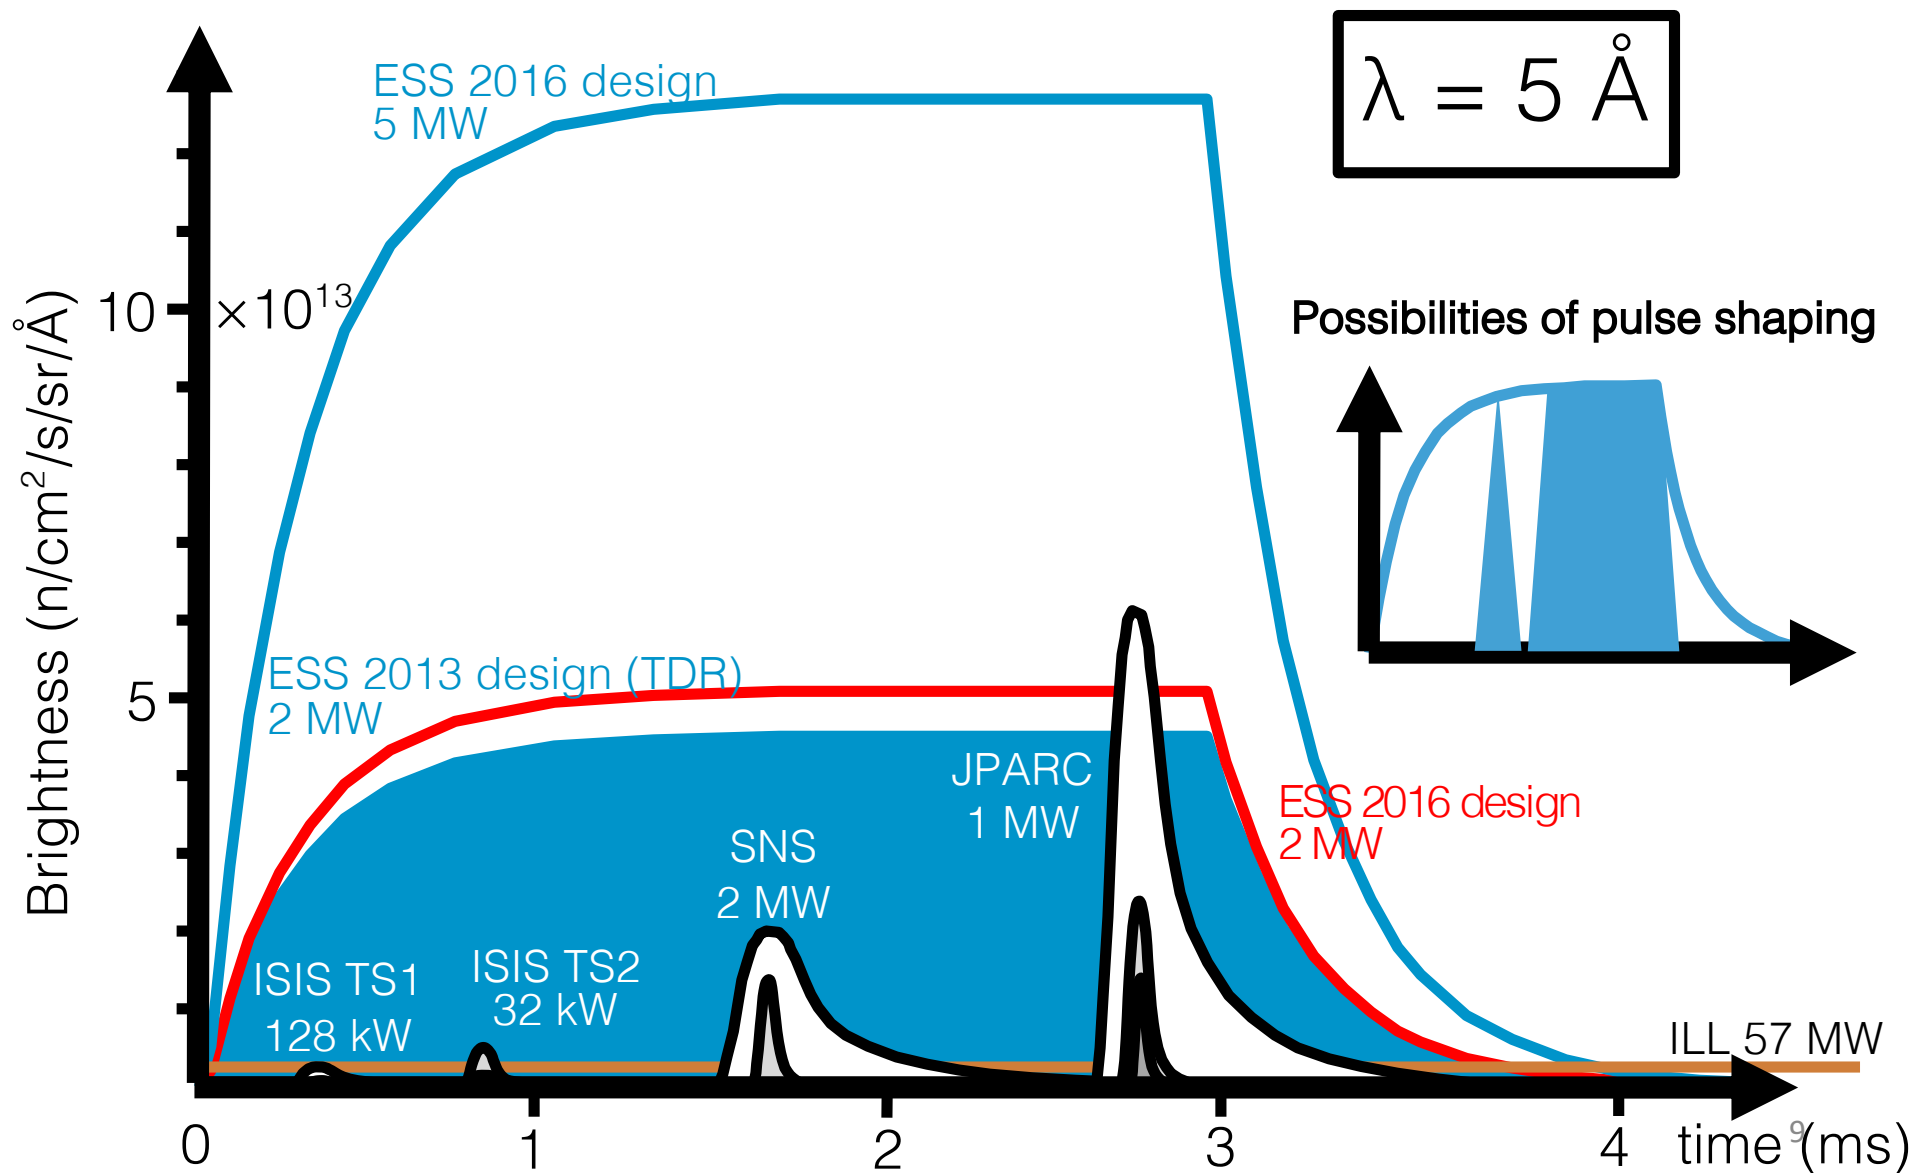 ESS 2016 design
5 MW
λ = 5 Å
10
×10¹³
Possibilities of pulse shaping
Brightness (n/cm²/s/sr/Å)
ESS 2013 design (TDR)
2 MW
5
JPARC
1 MW
ESS 2016 design
2 MW
SNS
2 MW
ISIS TS1
128 kW
ISIS TS2
32 kW
ILL 57 MW
0
1
2
3
4
time (ms)
9